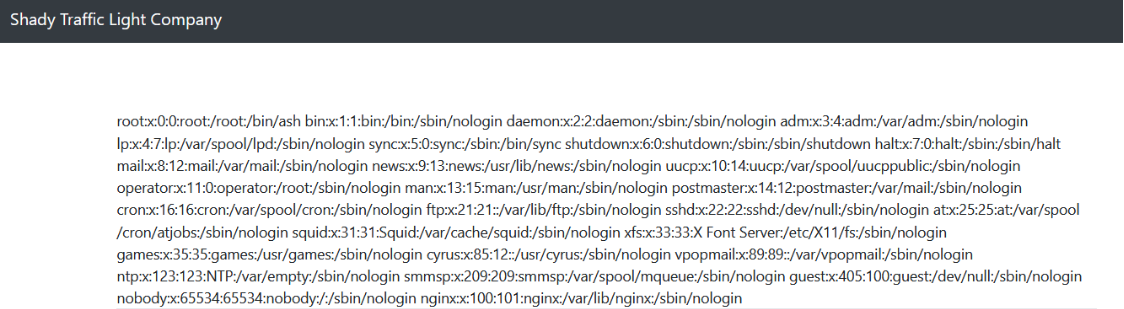 Shady Traffic Light Company
root:x:0:0:root:/root:/bin/ash bin:x:1:1:bin:/bin:/sbin/nologin daemon:x:2:2:daemon:/sbin:/sbin/nologin adm:x:3:4:adm:/var/adm:/sbin/nologin
lp:x:4:7:lp:/var/spool/lpd:/sbin/nologin sync:x:5:0:sync:/sbin:/bin/sync shutdown:x:6:0:shutdown:/sbin:/sbin/shutdown halt:x:7:0:halt:/sbin:/sbin/halt
mail:x:8:12:mail:/var/mail:/sbin/nologin news:x:9:13:news:/usr/lib/news:/sbin/nologin uucp:x:10:14:uucp:/var/spool/uucppublic:/sbin/nologin
operator:x:11:0:operator:/root:/sbin/nologin man:x:13:15:man:/usr/man:/sbin/nologin postmaster:x:14:12:postmaster:/var/mail:/sbin/nologin
cron:x:16:16:cron:/var/spool/cron:/sbin/nologin ftp:x:21:21::/var/lib/ftp:/sbin/nologin sshd:x:22:22:sshd:/dev/null:/sbin/nologin at:x:25:25:at:/var/spool
/cron/atjobs:/sbin/nologin squid:x:31:31:Squid:/var/cache/squid:/sbin/nologin xfs:x:33:33:X Font Server:/etc/X11/fs:/sbin/nologin
games:x:35:35:games:/usr/games:/sbin/nologin cyrus:x:85:12::/usr/cyrus:/sbin/nologin vpopmail:x:89:89::/var/vpopmail:/sbin/nologin
ntp:x:123:123:NTP:/var/empty:/sbin/nologin smmsp:x:209:209:smmsp:/var/spool/mqueue:/sbin/nologin guest:x:405:100:guest:/dev/null:/sbin/nologin
nobody:x:65534:65534:nobody:/:/sbin/nologin nginx:x:100:101:nginx:/var/lib/nginx:/sbin/nologin